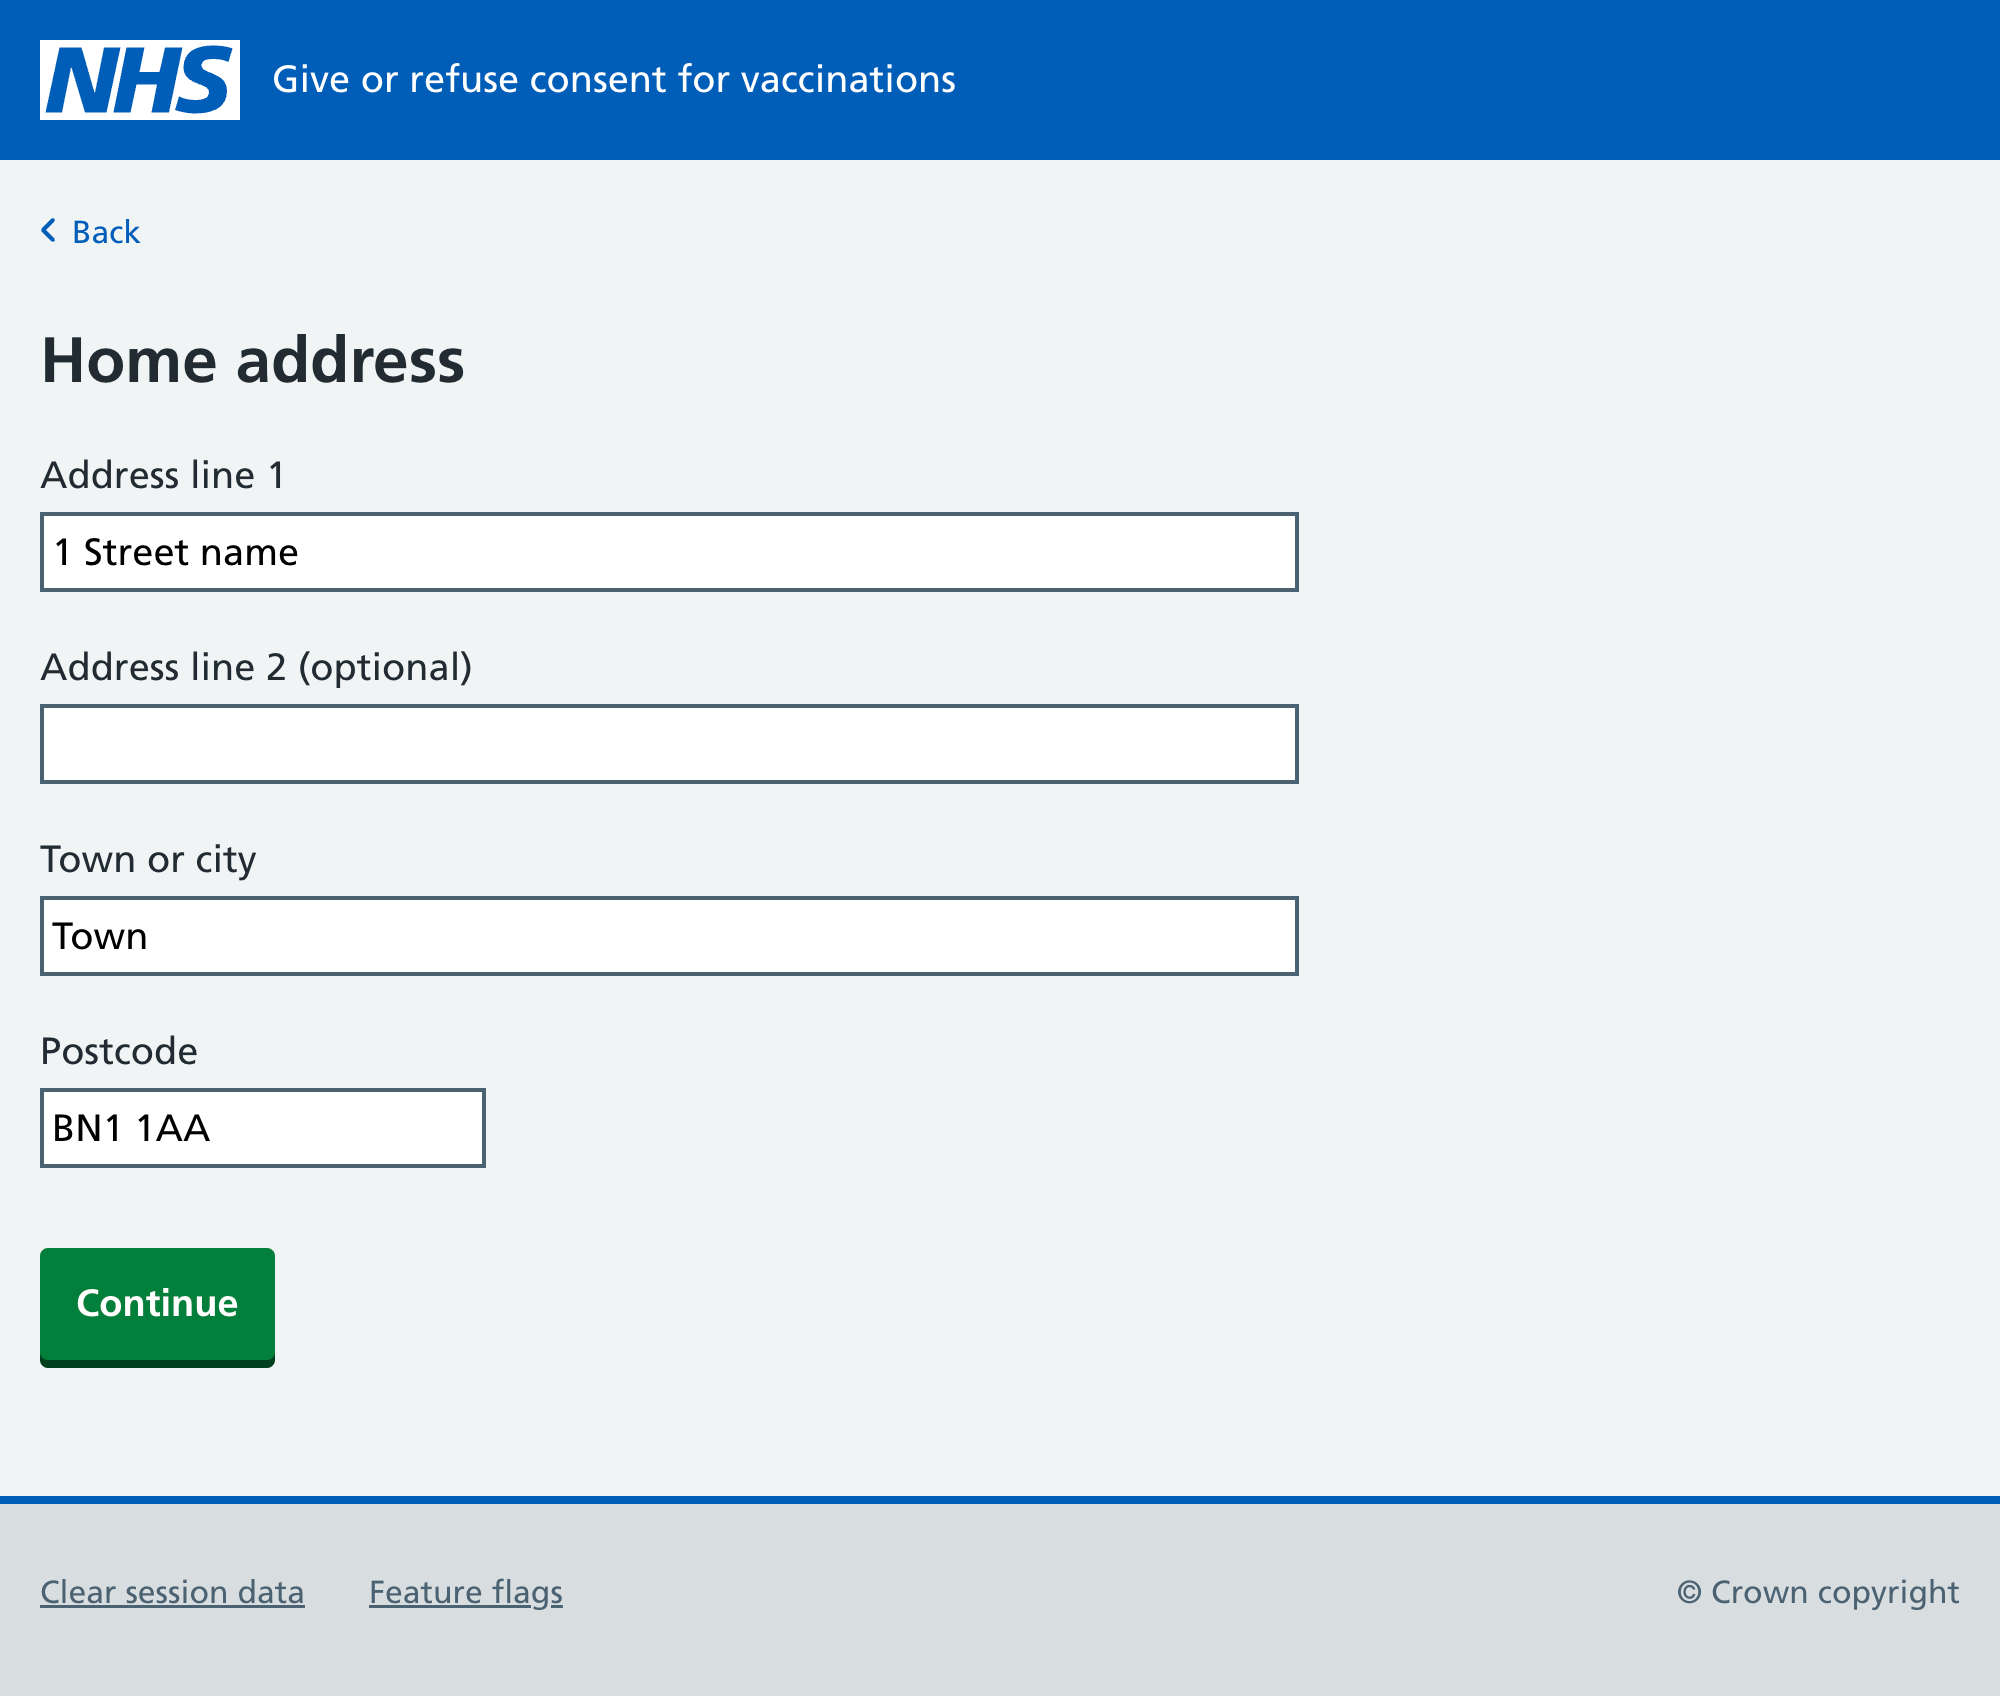 NHS Give or refuse consent for vaccinations
Back
Home address
Address line 1
1 Street name
Address line 2 (optional)
Town or city
Town
Postcode
BN1 1AA
Continue
Clear session data Feature flags © Crown copyright